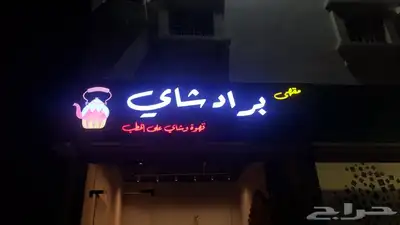 مقهى
براد شاي
قهوة وشاي على الحطب
حراج